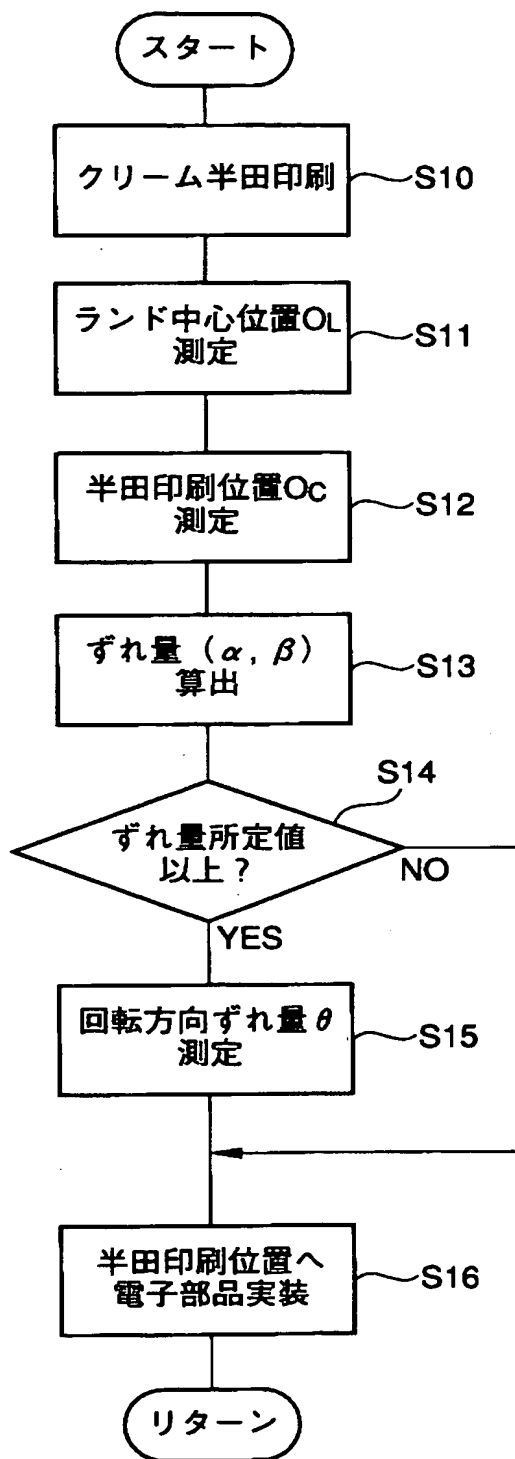 スタート
クリーム半田印刷
S10
ランド中心位置OL
測定
S11
半田印刷位置OC
測定
S12
ずれ量（α，β）
算出
S13
S14
ずれ量所定値
以上？
NO
YES
回転方向ずれ量θ
測定
S15
半田印刷位置へ
電子部品実装
S16
リターン